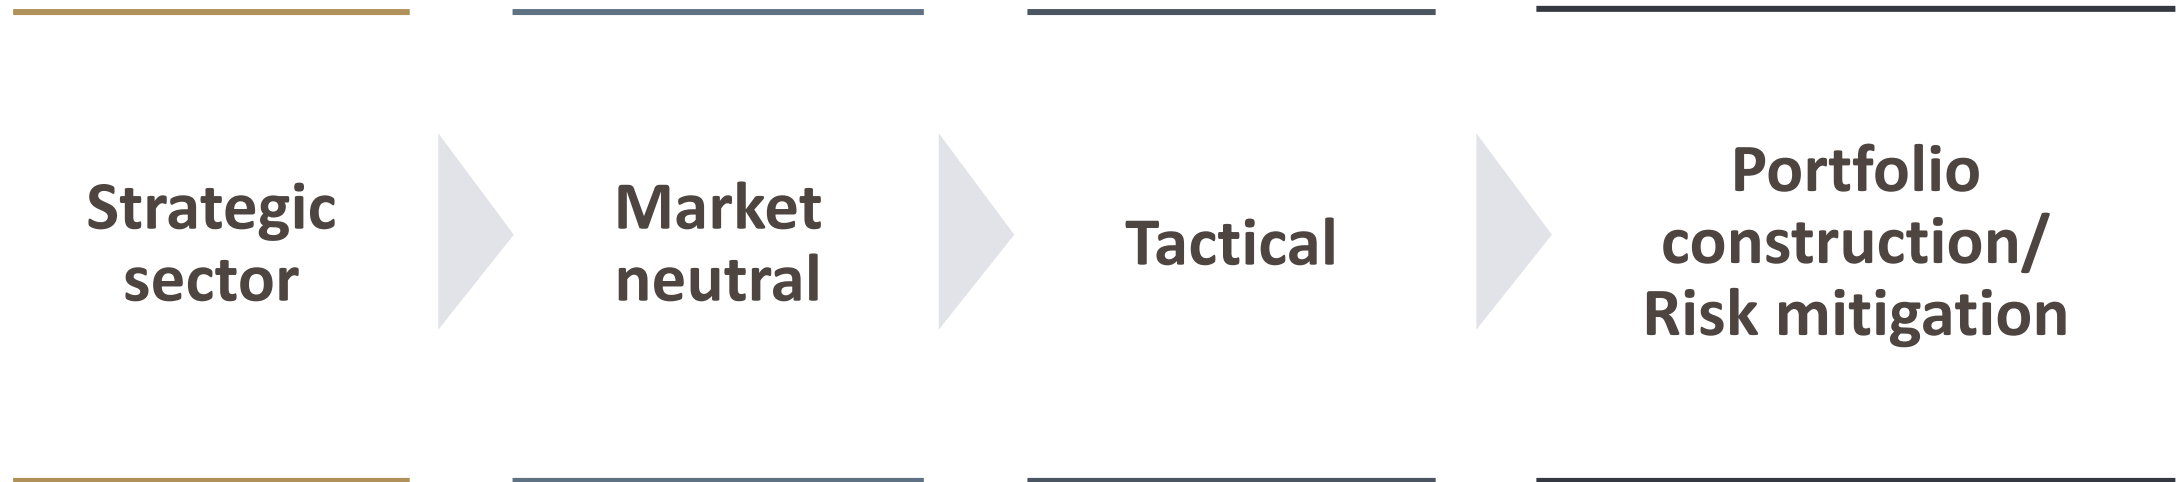 Strategic
sector
Market
neutral
Tactical
Portfolio
construction/
Risk mitigation